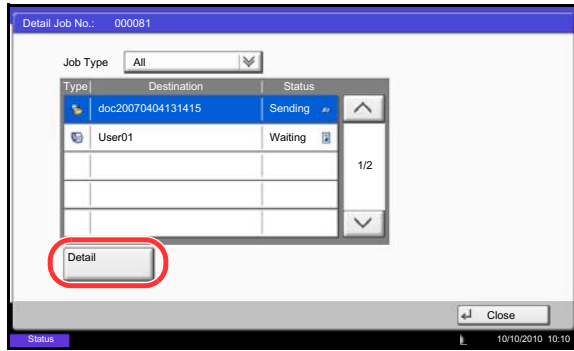 Detail Job No.: 000081
Job Type All
Type Destination Status
doc20070404131415 Sending
User01 Waiting
1/2
Detail
Close
Status 10/10/2010 10:10